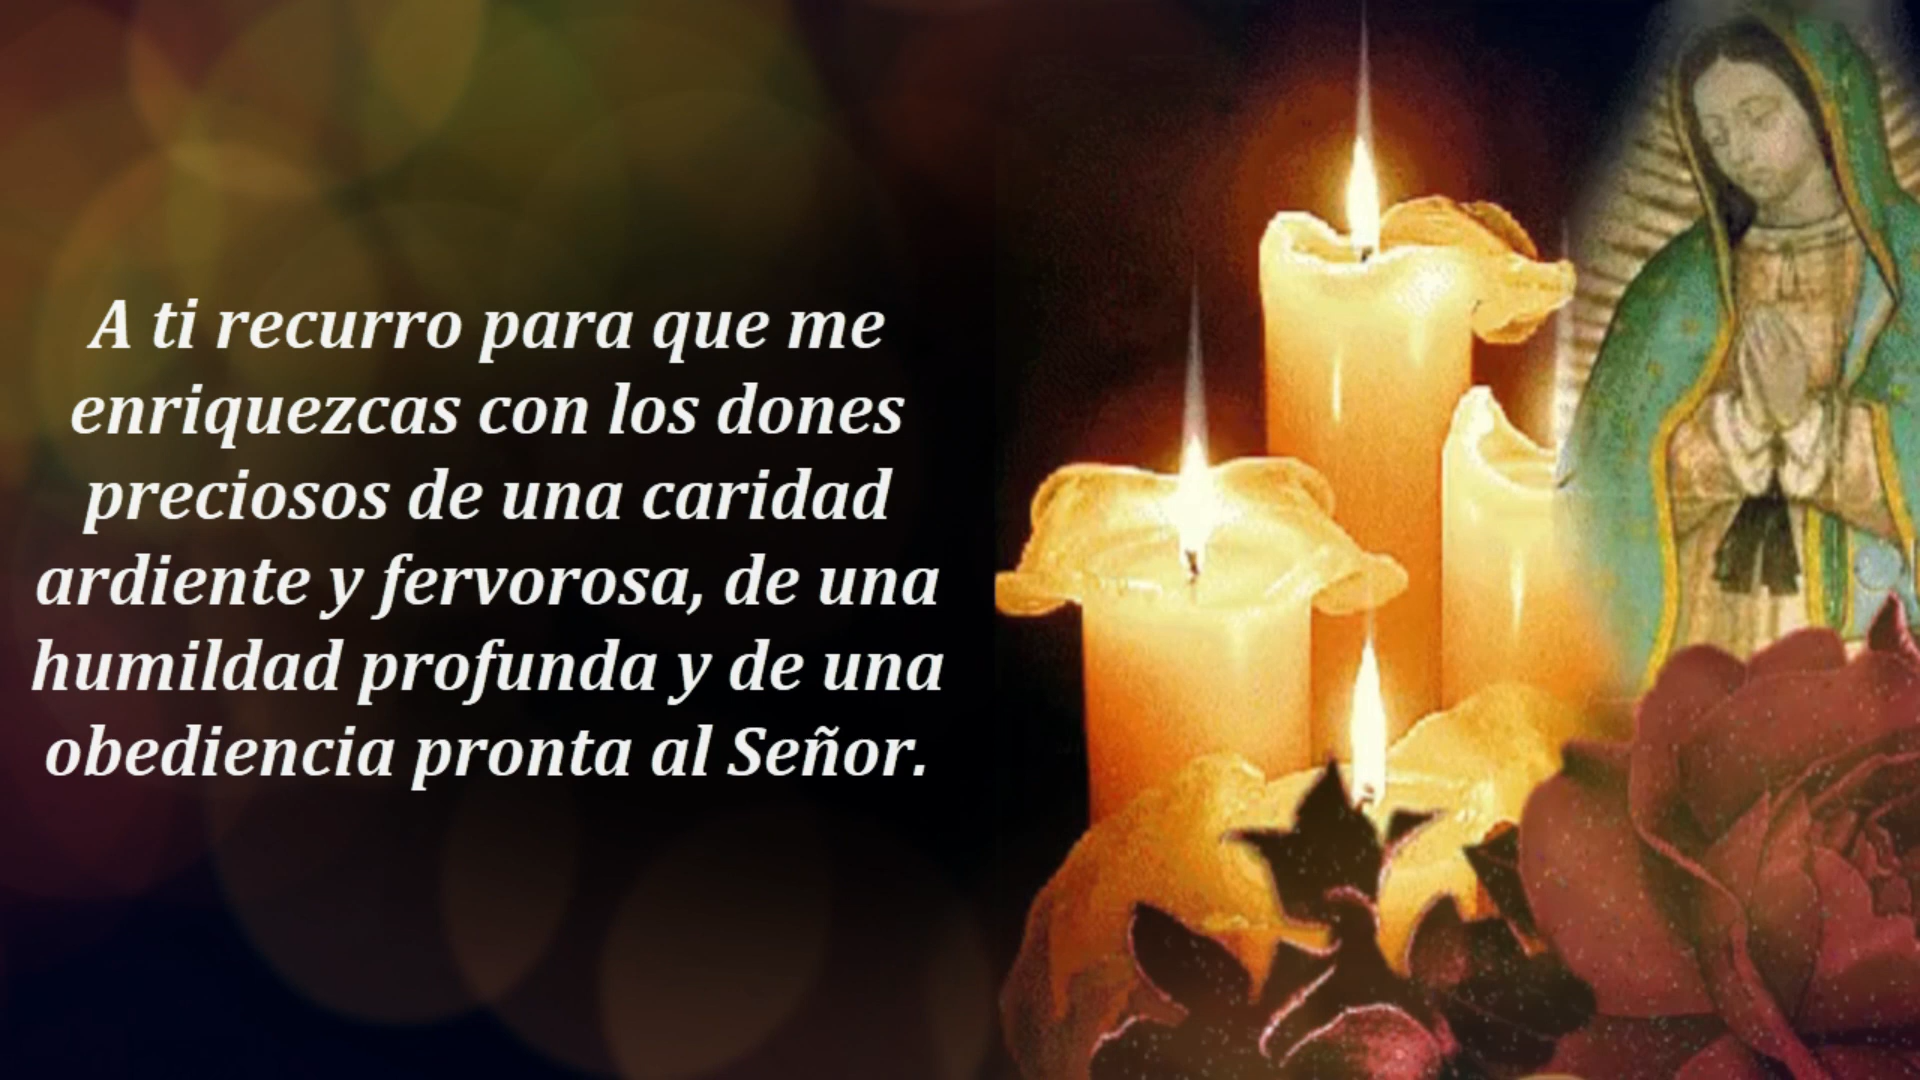 A ti recurro para que me
enriquezcas con los dones
preciosos de una caridad
ardiente y fervorosa, de una
humildad profunda y de una
obediencia pronta al Señor.